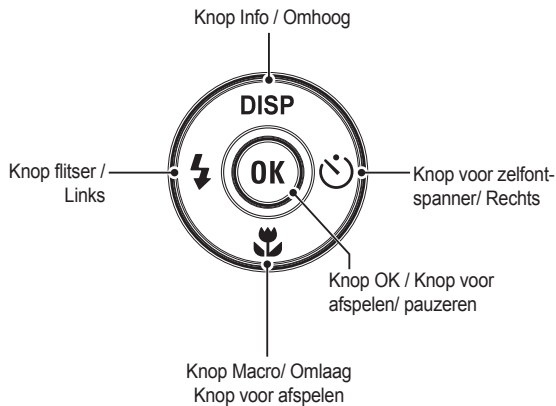 Knop Info / Omhoog
DISP
Knop flitser /
Links
OK
Knop voor zelfont-
spanner/ Rechts
Knop OK / Knop voor
afspelen/ pauzeren
Knop Macro/ Omlaag
Knop voor afspelen